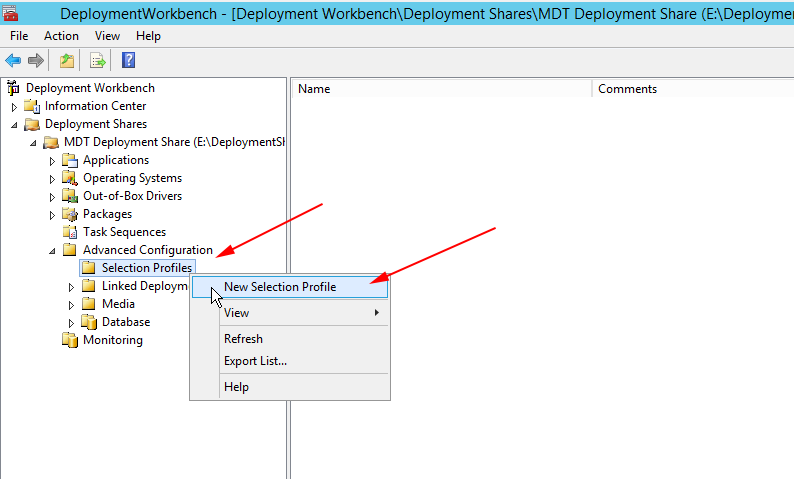 DeploymentWorkbench - [Deployment Workbench\Deployment Shares\MDT Deployment Share (E:\Deploymer
File Action View Help
Deployment Workbench
Name Comments
Information Center
Deployment Shares
MDT Deployment Share (E:\DeploymentSh
Applications
Operating Systems
Out-of-Box Drivers
Packages
Task Sequences
Advanced Configuration
Selection Profiles
New Selection Profile
Linked Deploym
Media
View
Database
Refresh
Monitoring
Export List...
Help